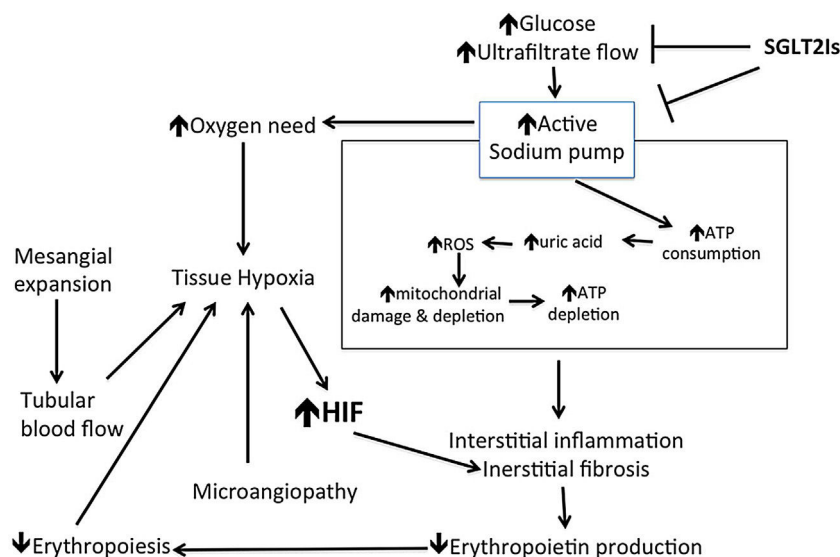 ↑Glucose
↑Ultrafiltrate flow
SGLT2Is
↑Active
Sodium pump
↑Oxygen need
↑ATP
consumption
↑uric acid
↑ROS
↑mitochondrial
damage & depletion
↑ATP
depletion
Mesangial
expansion
Tissue Hypoxia
Tubular
blood flow
↑HIF
Interstitial inflammation
Inerstitial fibrosis
Microangiopathy
↓Erythropoiesis
↓Erythropoietin production